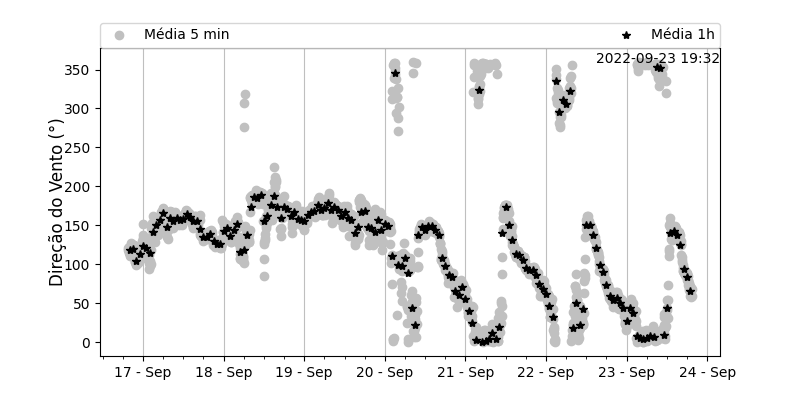 Média 5 min
Média 1h
2022-09-23 19:32
Direção do Vento (°)
350
300
250
200
150
100
50
0
17 - Sep
18 - Sep
19 - Sep
20 - Sep
21 - Sep
22 - Sep
23 - Sep
24 - Sep